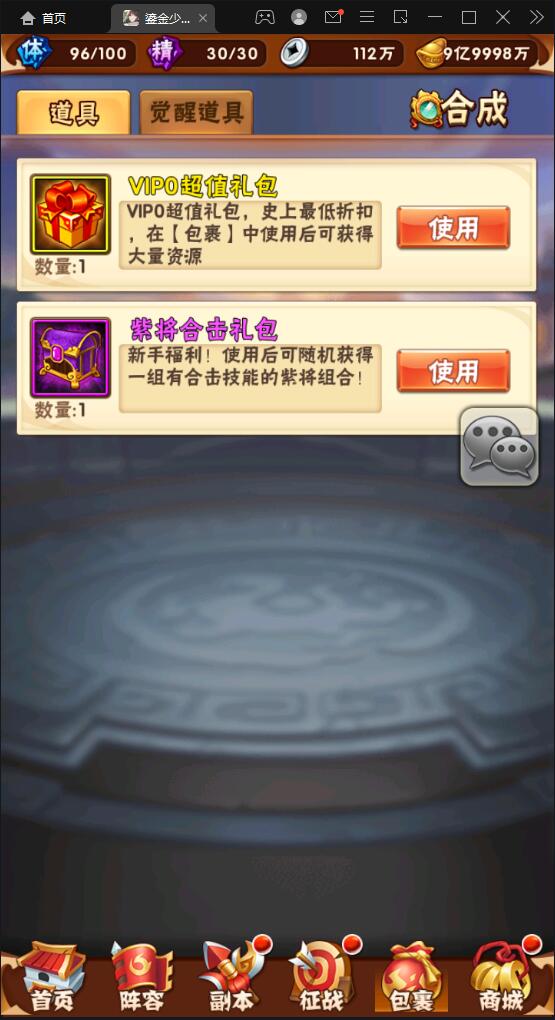 首页
鎏金少...
体 96/100
精 30/30
112万
9亿9998万
道具
觉醒道具
合成
VIP0超值礼包
VIP0超值礼包，史上最低折扣
，在【包裹】中使用后可获得
大量资源
数量:1
使用
紫将合击礼包
新手福利！使用后可随机获得
一组有合击技能的紫将组合！
数量:1
使用
首页
阵容
副本
征战
包裹
商城